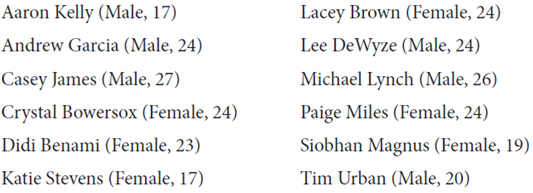 Aaron Kelly (Male, 17)
Andrew Garcia (Male, 24)
Casey James (Male, 27)
Crystal Bowersox (Female, 24)
Didi Benami (Female, 23)
Katie Stevens (Female, 17)
Lacey Brown (Female, 24)
Lee DeWyze (Male, 24)
Michael Lynch (Male, 26)
Paige Miles (Female, 24)
Siobhan Magnus (Female, 19)
Tim Urban (Male, 20)